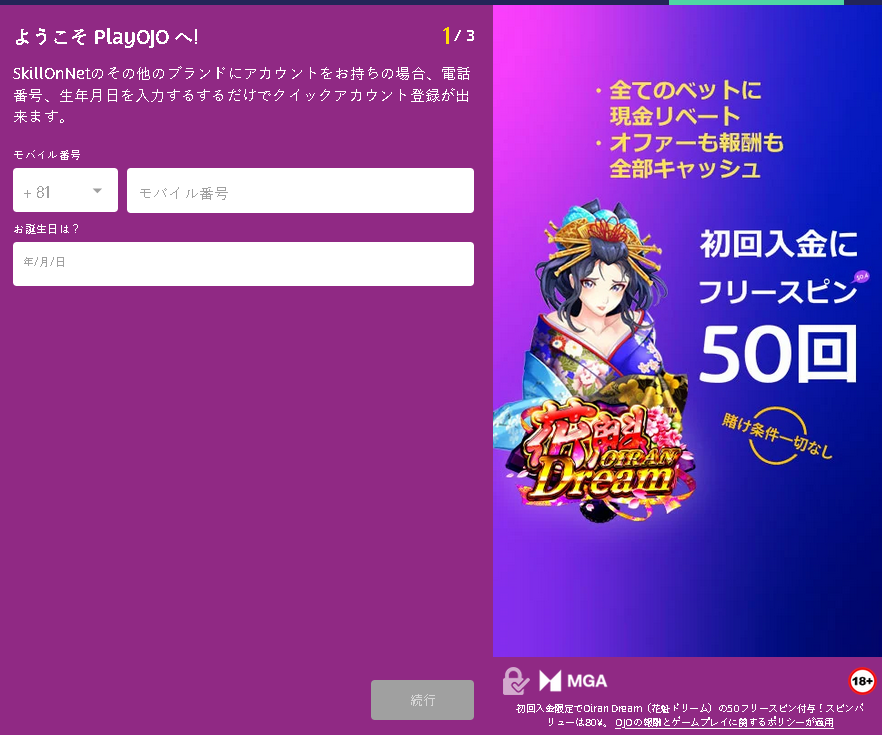 ようこそ PlayOJO へ!
1 / 3
SkillOnNetのその他のブランドにアカウントをお持ちの場合、電話
番号、生年月日を入力するするだけでクイックアカウント登録が出
来ます。
モバイル番号
+ 81
モバイル番号
お誕生日は？
年/月/日
続行
・全てのベットに
現金リベート
・オファーも報酬も
全部キャッシュ
初回入金に
フリースピン
50回
賭け条件一切なし
花魁
OIRAN
Dream
TM
MGA
18+
初回入金限定でOiran Dream（花魁ドリーム）の50フリースピン付与！スピンバ
リューは80¥。 OJOの報酬とゲームプレイに関するポリシーが適用